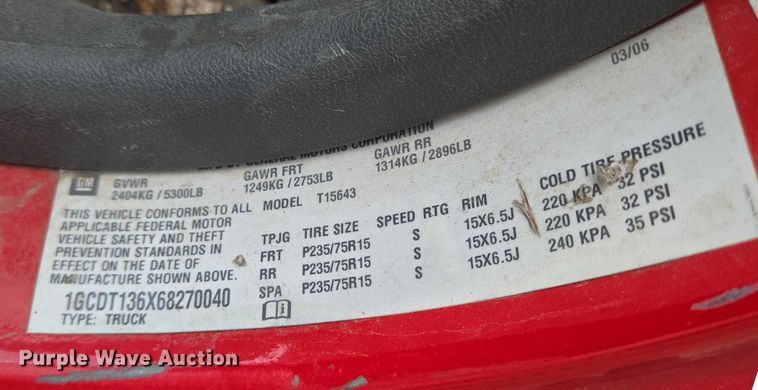 03/06
MFD BY GENERAL MOTORS CORPORATION
GM GVWR GAWR FRT GAWR RR
2404KG / 5300LB 1249KG / 2753LB 1314KG / 2896LB
THIS VEHICLE CONFORMS TO ALL
APPLICABLE FEDERAL MOTOR
VEHICLE SAFETY AND THEFT
PREVENTION STANDARDS IN
EFFECT ON THE DATE OF
MANUFACTURE SHOWN ABOVE.
1GCDT136X68270040
TYPE: TRUCK
MODEL T15643
TPJG TIRE SIZE SPEED RTG RIM COLD TIRE PRESSURE
FRT P235/75R15 S 15X6.5J 220 KPA 32 PSI
RR P235/75R15 S 15X6.5J 220 KPA 32 PSI
SPA P235/75R15 S 15X6.5J 240 KPA 35 PSI
Purple Wave Auction
Purple Wave Auction